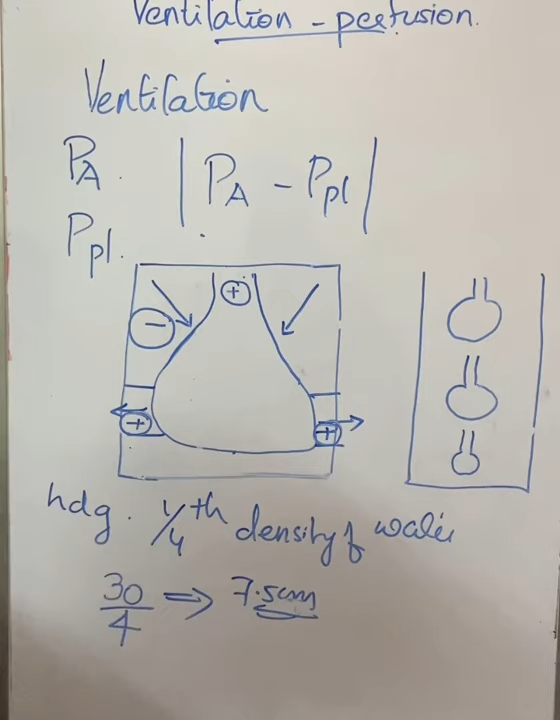 Ventilation - perfusion.
Ventilation
PA. |PA - Ppl|
Ppl.
+
-
+ +
hdg. 1/4th density of water
30/4 ⇒ 7.5cm